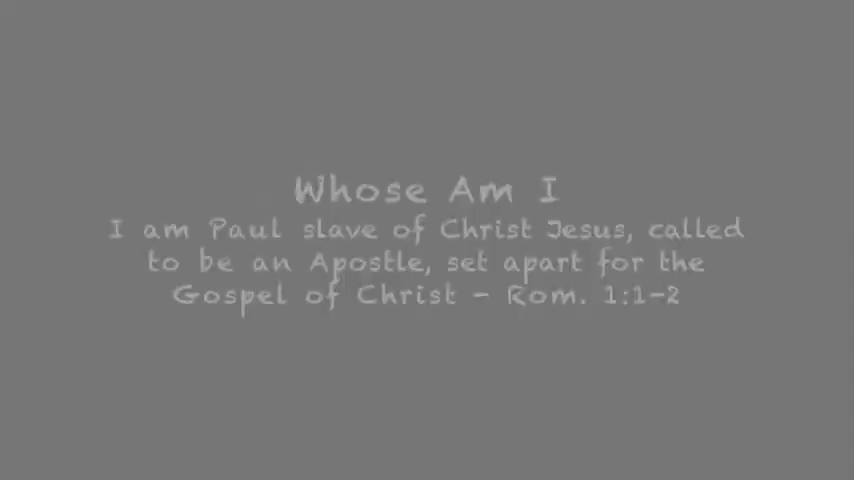 Whose Am I
I am Paul slave of Christ Jesus, called
to be an Apostle, set apart for the
Gospel of Christ - Rom. 1:1-2